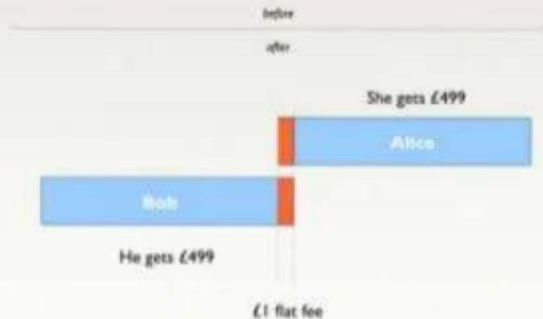 before
after
She gets £499
Alice
Bob
He gets £499
£1 flat fee